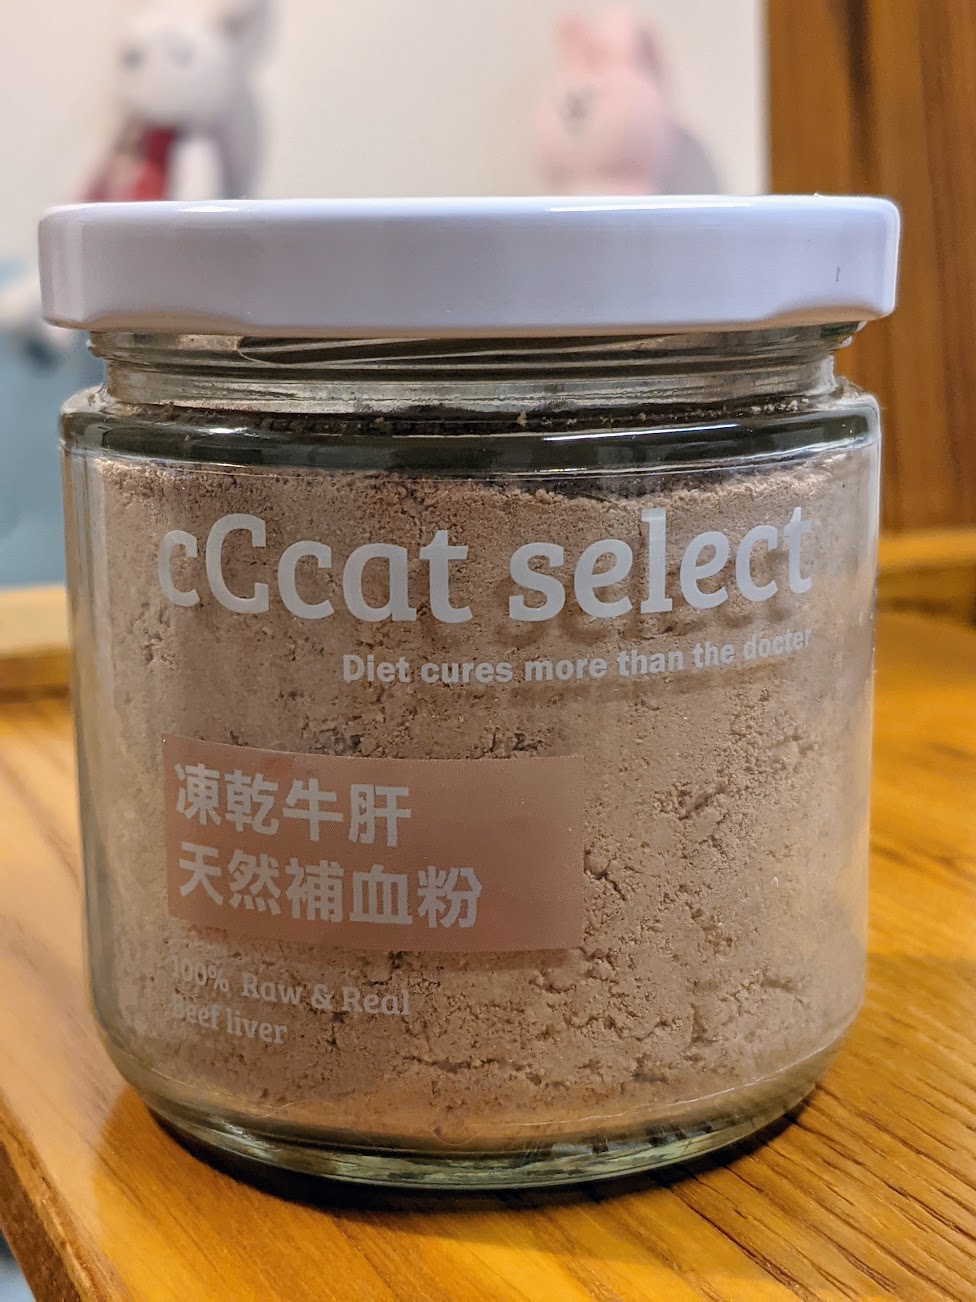 cGcat select
Diet cures more than the docter
凍乾牛肝
天然補血粉
100% Raw & Real
Beef liver